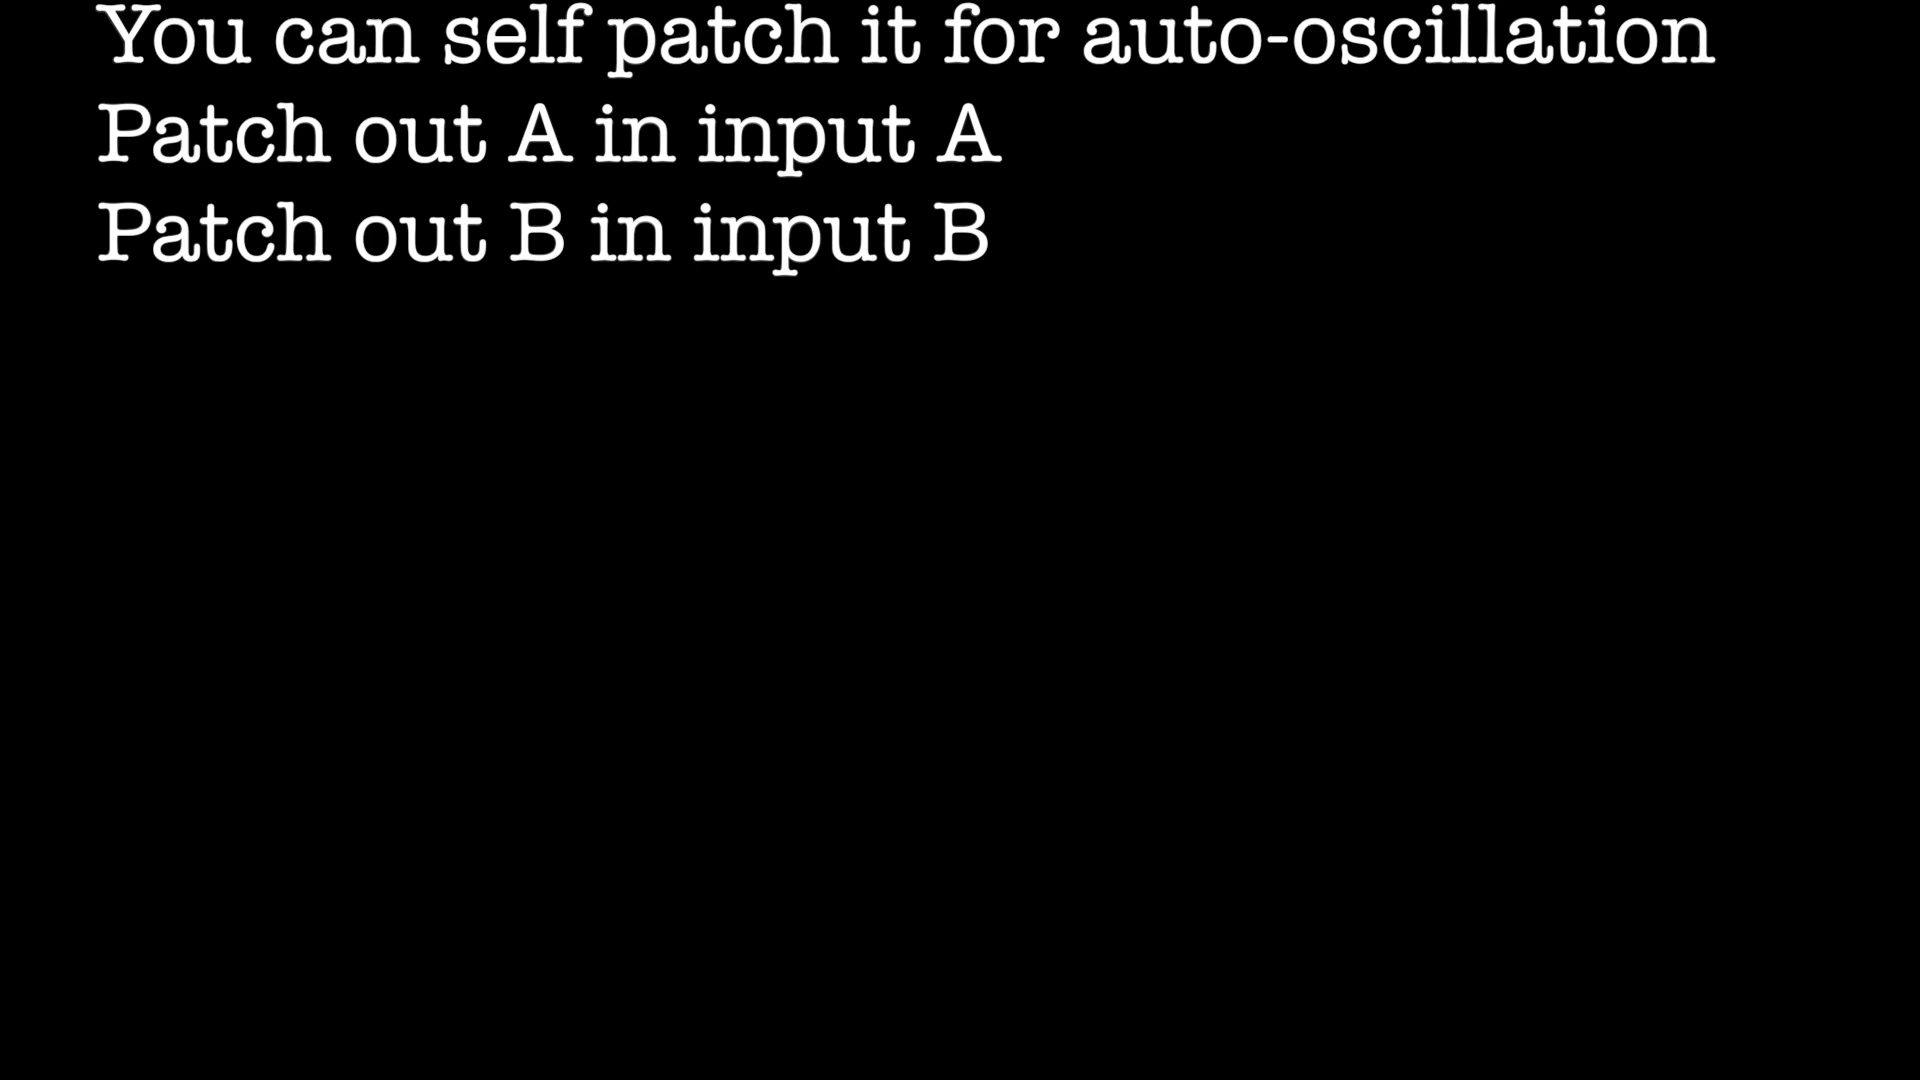 You can self patch it for auto-oscillation
Patch out A in input A
Patch out B in input B